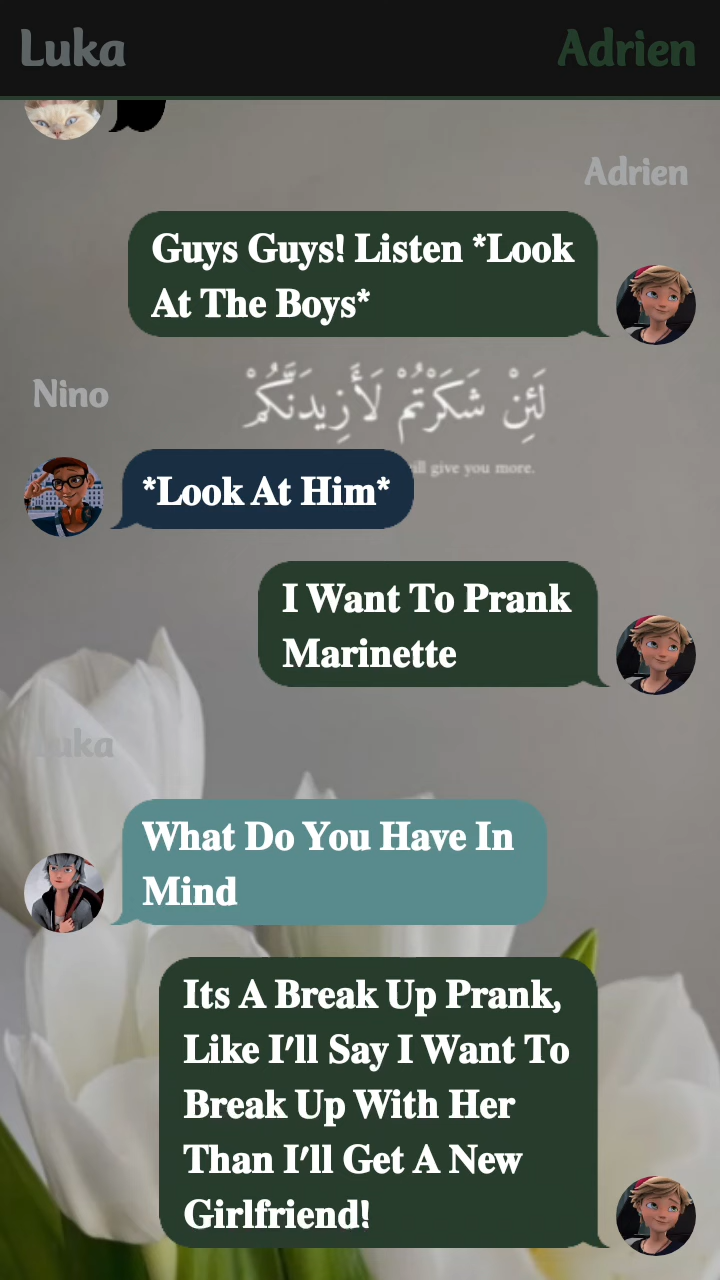 Luka
Adrien
Adrien
Guys Guys! Listen *Look
At The Boys*
Nino
لَئِنْ شَكَرْتُمْ لَأَزِيدَنَّكُمْ
will give you more.
*Look At Him*
I Want To Prank
Marinette
Luka
What Do You Have In
Mind
Its A Break Up Prank,
Like I'll Say I Want To
Break Up With Her
Than I'll Get A New
Girlfriend!